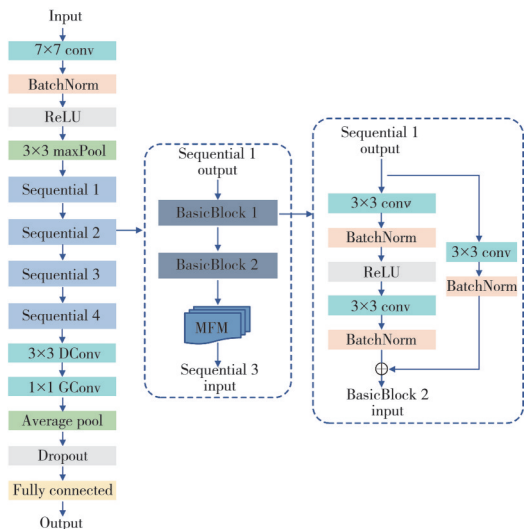 Input
7×7 conv
BatchNorm
ReLU
3×3 maxPool
Sequential 1
Sequential 2
Sequential 3
Sequential 4
3×3 DConv
1×1 GConv
Average pool
Dropout
Fully connected
Output
Sequential 1
output
BasicBlock 1
BasicBlock 2
MFM
Sequential 3
input
Sequential 1
output
3×3 conv
BatchNorm
ReLU
3×3 conv
BatchNorm
3×3 conv
BatchNorm
BasicBlock 2
input